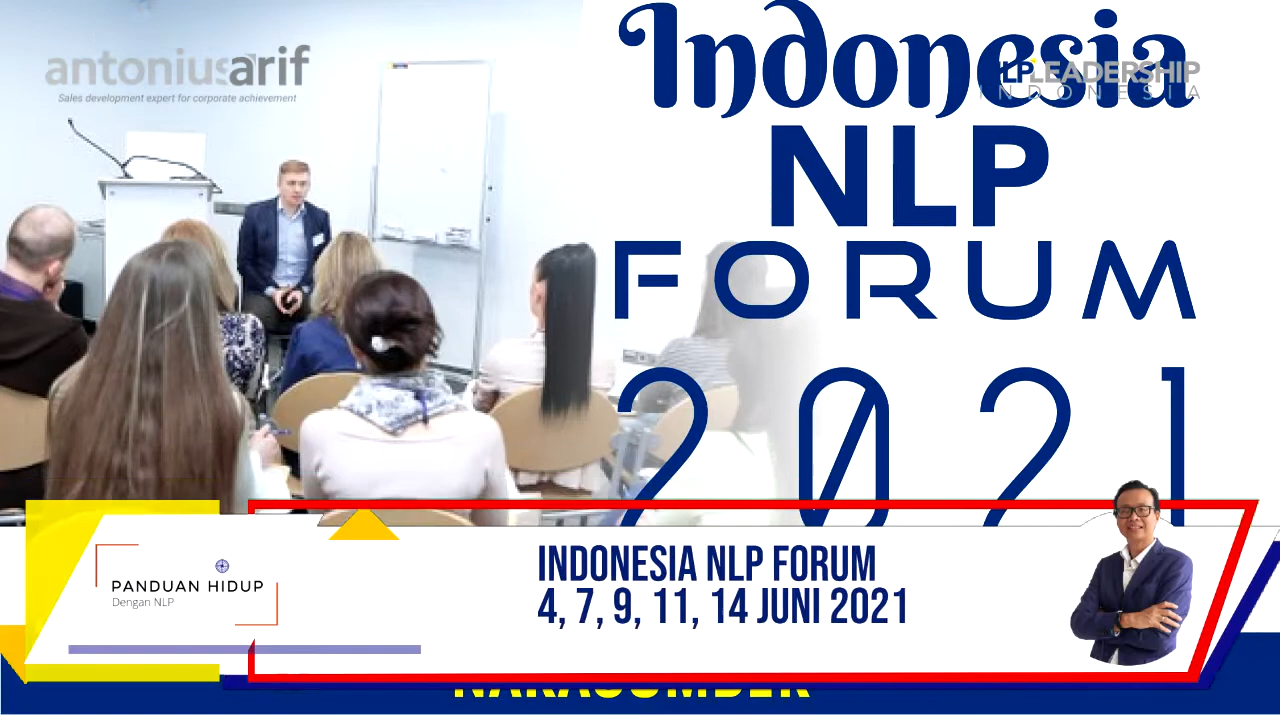 antoniusarif
Sales development expert for corporate achievement
Indonesia
NLP
FORUM
2021
NLP LEADERSHIP
INDONESIA
PANDUAN HIDUP
Dengan NLP
INDONESIA NLP FORUM
4, 7, 9, 11, 14 JUNI 2021